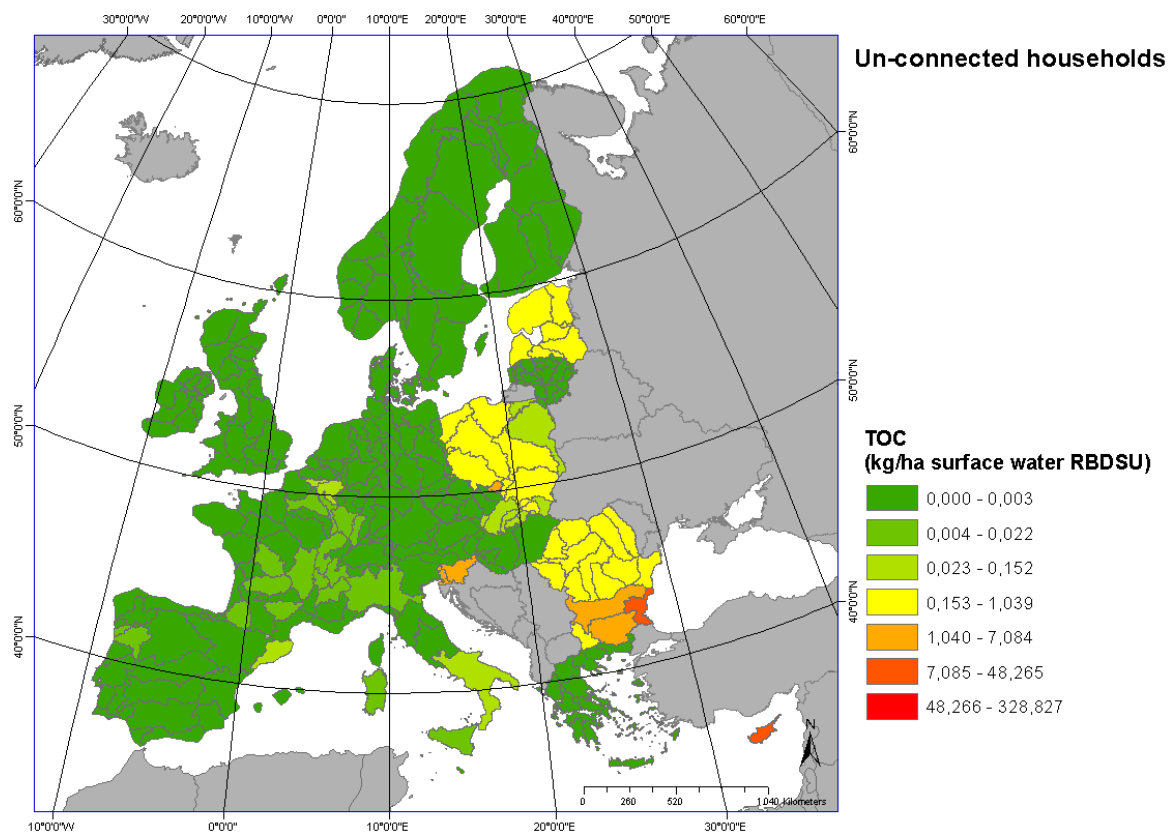 30°0'0"W 20°0'0"W 10°0'0"W 0°0'0" 10°0'0"E 20°0'0"E 30°0'0"E 40°0'0"E 50°0'0"E 60°0'0"E
Un-connected households
60°0'0"N
60°0'0"N
50°0'0"N
50°0'0"N
40°0'0"N
40°0'0"N
TOC
(kg/ha surface water RBDSU)
0,000 - 0,003
0,004 - 0,022
0,023 - 0,152
0,153 - 1,039
1,040 - 7,084
7,085 - 48,265
48,266 - 328,827
N
0 260 520 1 040 Kilometers
10°0'0"W 0°0'0" 10°0'0"E 20°0'0"E 30°0'0"E